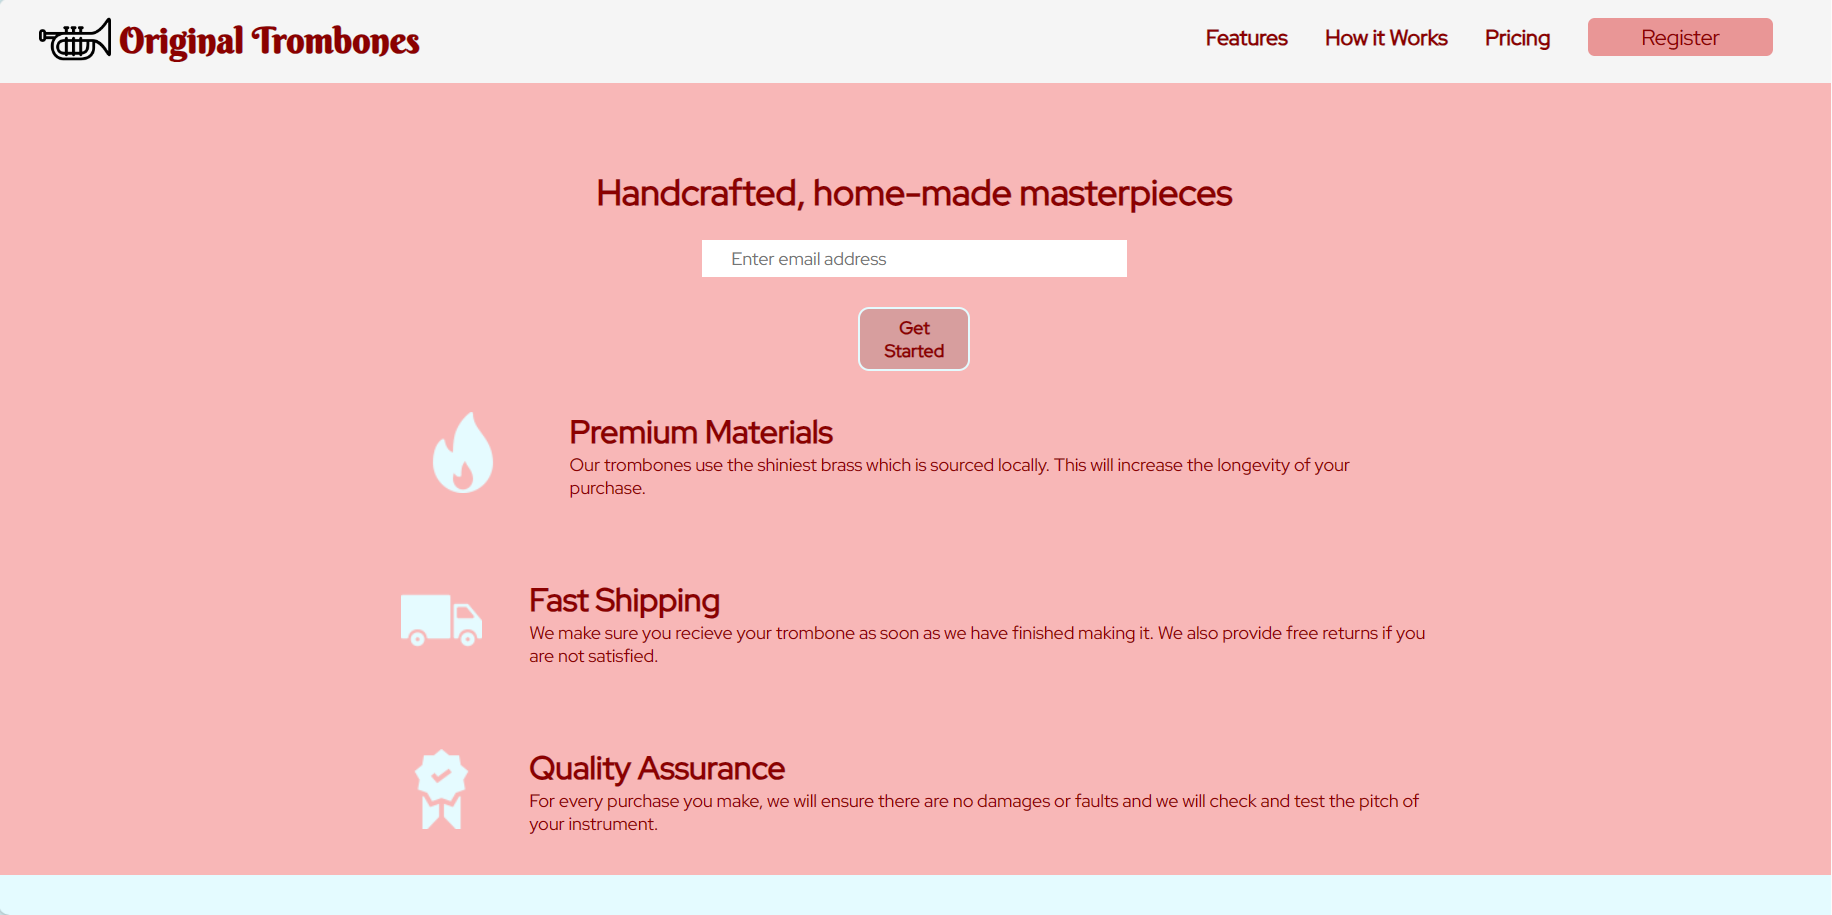 Original Trombones
Features
How it Works
Pricing
Register
Handcrafted, home-made masterpieces
Enter email address
Get
Started
Premium Materials
Our trombones use the shiniest brass which is sourced locally. This will increase the longevity of your
purchase.
Fast Shipping
We make sure you recieve your trombone as soon as we have finished making it. We also provide free returns if you
are not satisfied.
Quality Assurance
For every purchase you make, we will ensure there are no damages or faults and we will check and test the pitch of
your instrument.